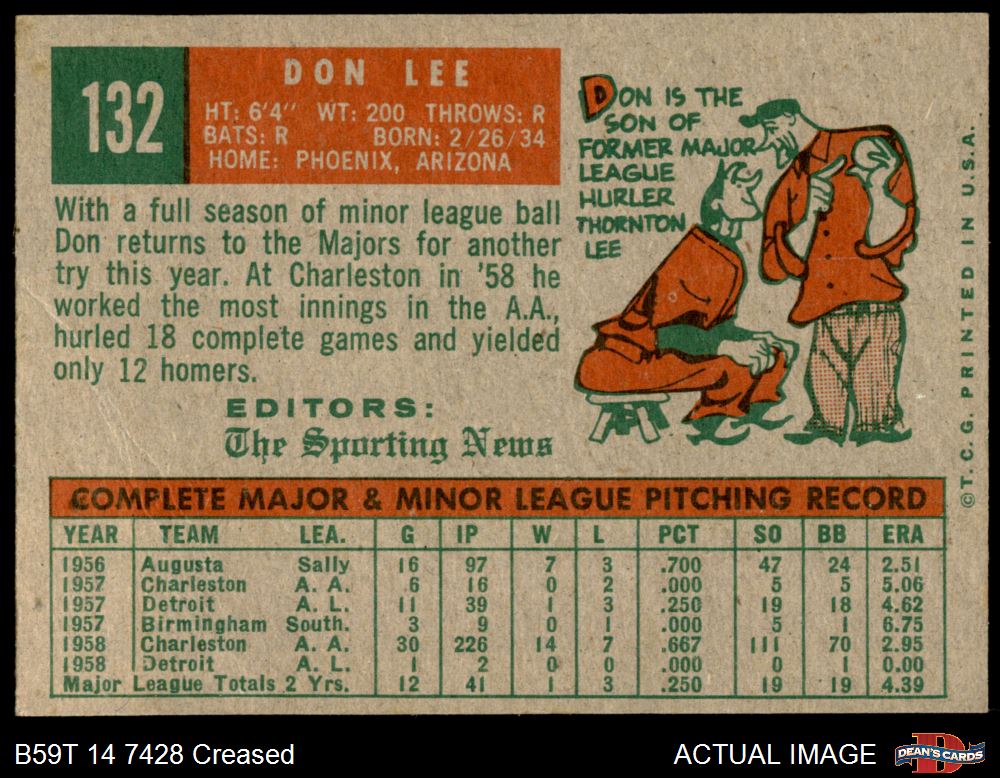 132
DON LEE
HT: 6'4" WT: 200 THROWS: R
BATS: R BORN: 2/26/34
HOME: PHOENIX, ARIZONA
With a full season of minor league ball
Don returns to the Majors for another
try this year. At Charleston in '58 he
worked the most innings in the A.A.,
hurled 18 complete games and yielded
only 12 homers.
EDITORS:
The Sporting News
DON IS THE
SON OF
FORMER MAJOR
LEAGUE
HURLER
THORNTON
LEE
©T.C.G. PRINTED IN U.S.A.
COMPLETE MAJOR & MINOR LEAGUE PITCHING RECORD
YEAR TEAM LEA. G IP W L PCT SO BB ERA
1956 Augusta Sally 16 97 7 3 .700 47 24 2.51
1957 Charleston A. A. 6 16 0 2 .000 5 5 5.06
1957 Detroit A. L. 11 39 1 3 .250 19 18 4.62
1957 Birmingham South. 3 9 0 1 .000 5 1 6.75
1958 Charleston A. A. 30 226 14 7 .667 111 70 2.95
1958 Detroit A. L. 1 2 0 0 .000 0 1 0.00
Major League Totals 2 Yrs. 12 41 1 3 .250 19 19 4.39
B59T 14 7428 Creased
ACTUAL IMAGE
DEAN'S CARDS